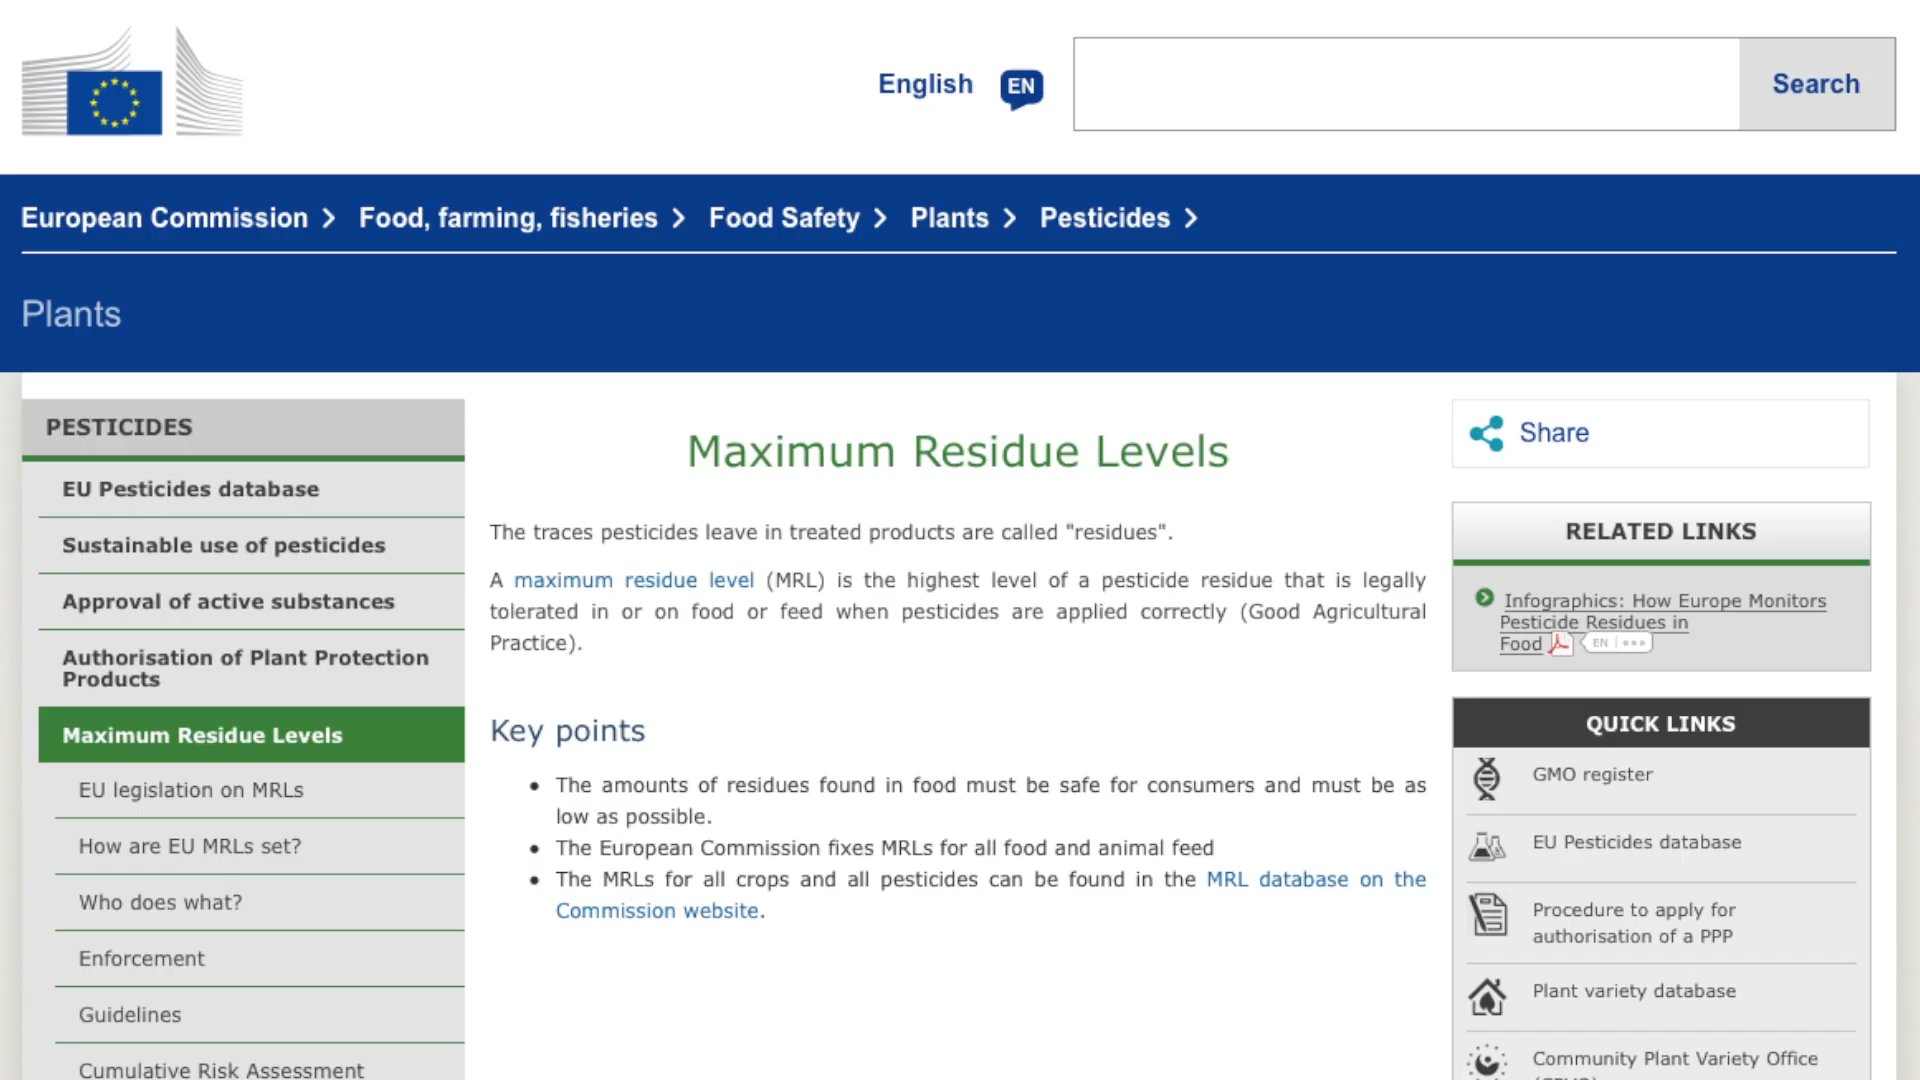 English EN Search
European Commission Food, farming, fisheries Food Safety Plants Pesticides
Plants
PESTICIDES
EU Pesticides database
Sustainable use of pesticides
Approval of active substances
Authorisation of Plant Protection
Products
Maximum Residue Levels
EU legislation on MRLs
How are EU MRLs set?
Who does what?
Enforcement
Guidelines
Cumulative Risk Assessment
Maximum Residue Levels
The traces pesticides leave in treated products are called "residues".
A maximum residue level (MRL) is the highest level of a pesticide residue that is legally
tolerated in or on food or feed when pesticides are applied correctly (Good Agricultural
Practice).
Key points
The amounts of residues found in food must be safe for consumers and must be as
low as possible.
The European Commission fixes MRLs for all food and animal feed
The MRLs for all crops and all pesticides can be found in the MRL database on the
Commission website.
Share
RELATED LINKS
Infographics: How Europe Monitors
Pesticide Residues in
Food EN
QUICK LINKS
GMO register
EU Pesticides database
Procedure to apply for
authorisation of a PPP
Plant variety database
Community Plant Variety Office